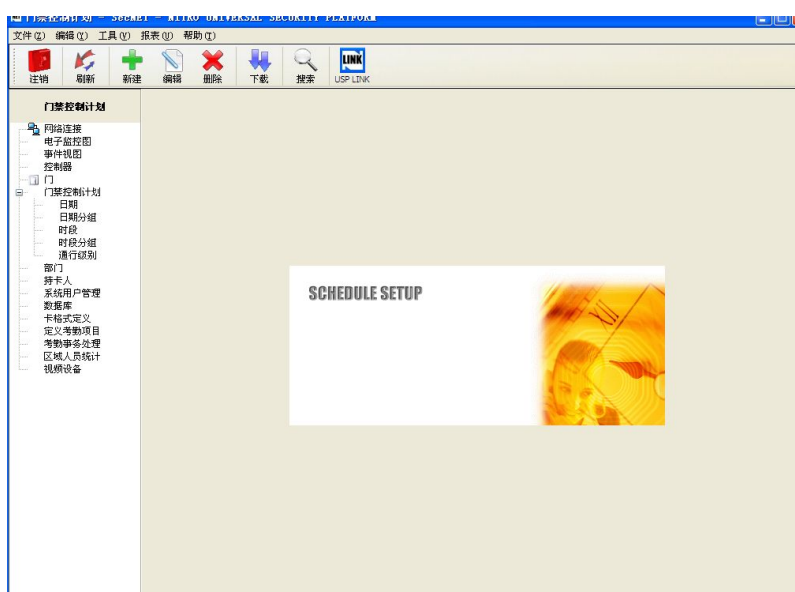 门禁控制计划 - SecNET - NITRO UNIVERSAL SECURITY PLATFORM
文件(Z) 编辑(Y) 工具(V) 报表(U) 帮助(T)
注销 刷新 新建 编辑 删除 下载 搜索 USP LINK
LINK
门禁控制计划
网络连接
电子监控图
事件视图
控制器
门
门禁控制计划
日期
日期分组
时段
时段分组
通行级别
部门
持卡人
系统用户管理
数据库
卡格式定义
定义考勤项目
考勤事务处理
区域人员统计
视频设备
SCHEDULE SETUP